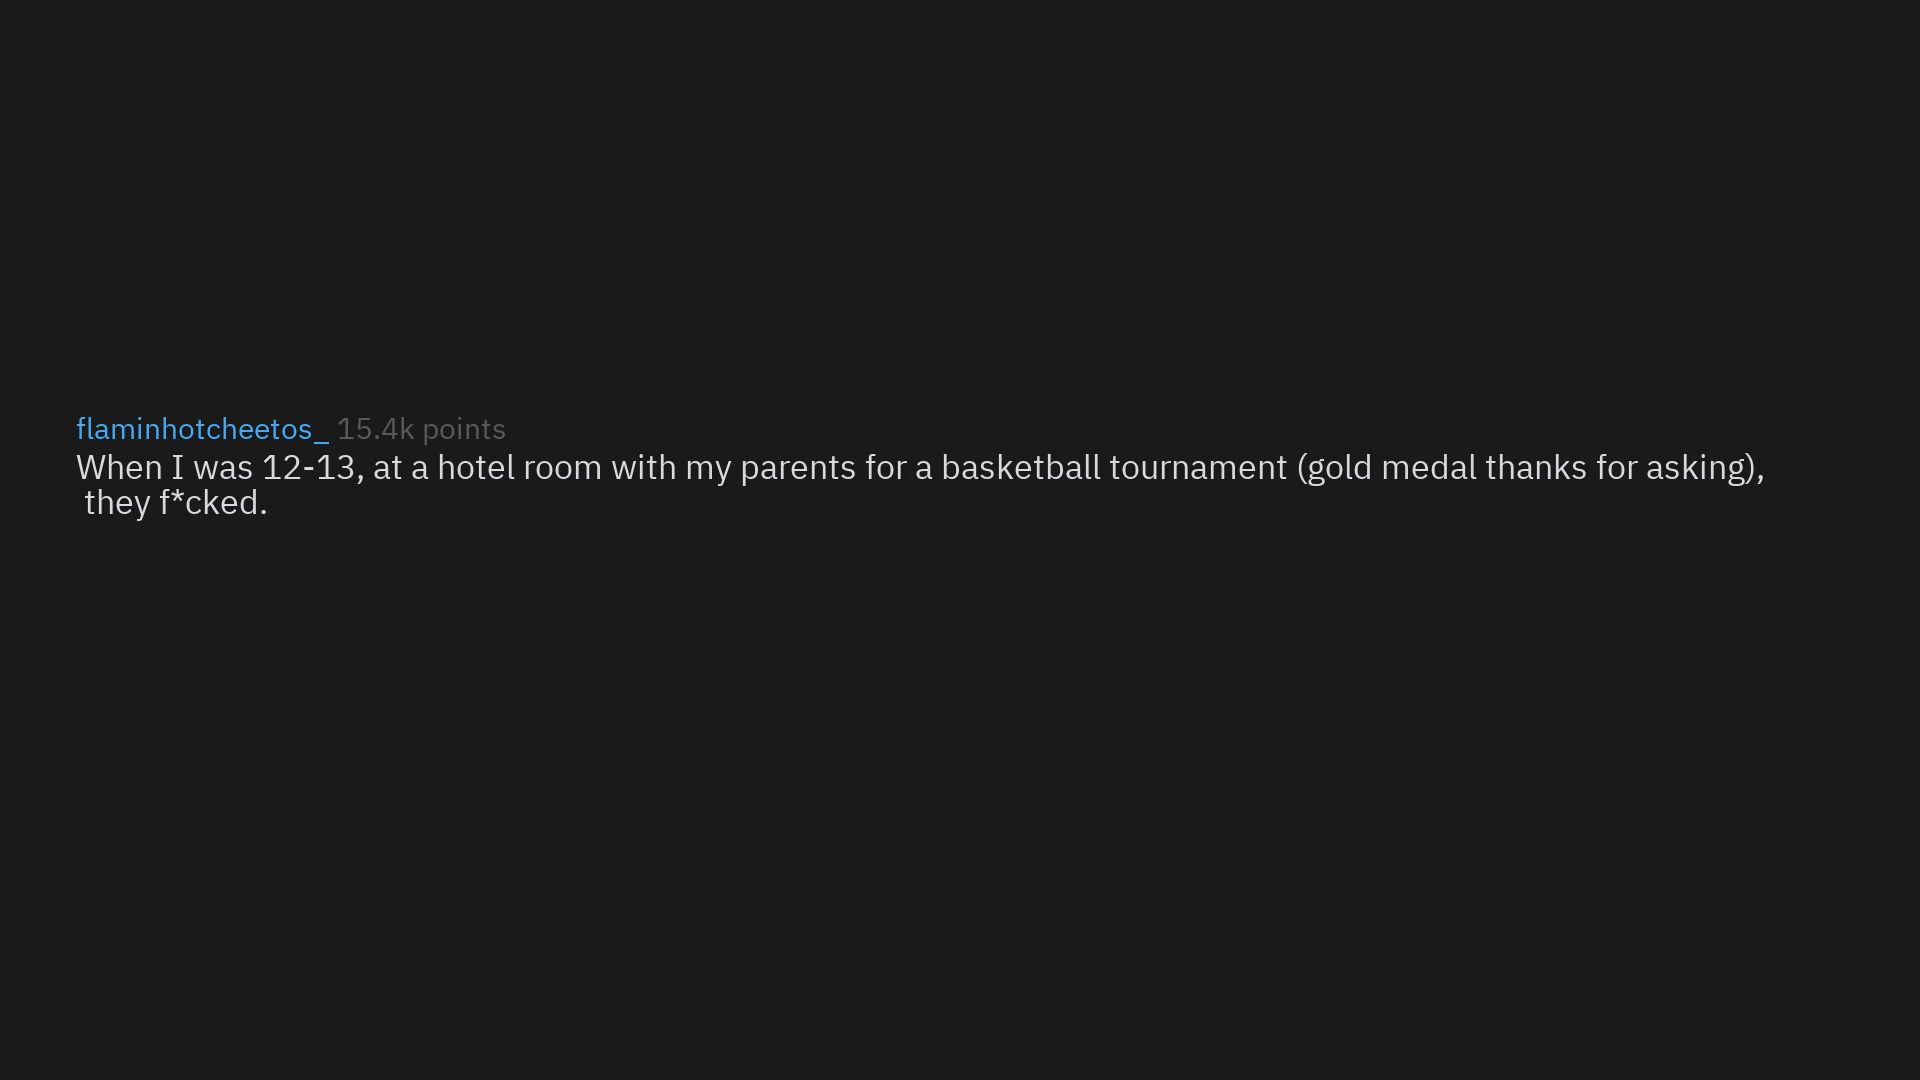 flaminhotcheetos_ 15.4k points
When I was 12-13, at a hotel room with my parents for a basketball tournament (gold medal thanks for asking),
they f*cked.